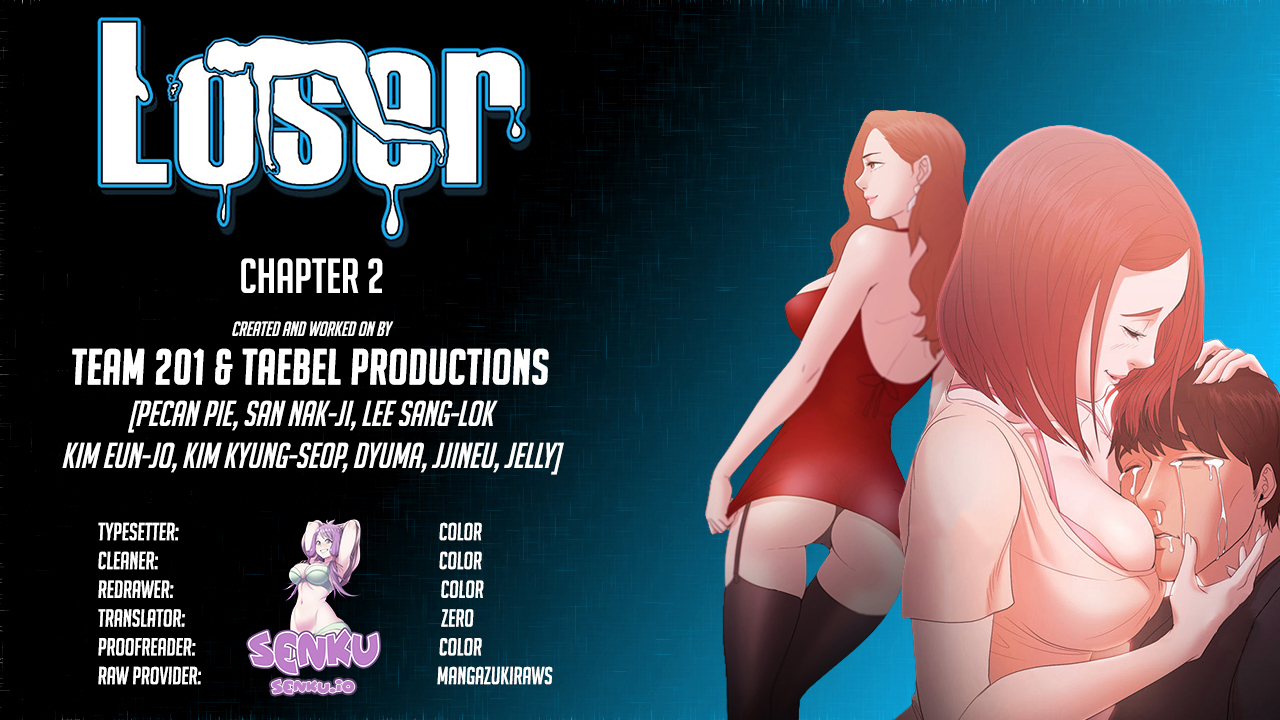 Loser
CHAPTER 2
CREATED AND WORKED ON BY
TEAM 201 & TAEBEL PRODUCTIONS
[PECAN PIE, SAN NAK-JI, LEE SANG-LOK
KIM EUN-JO, KIM KYUNG-SEOP, DYUMA, JJINEU, JELLY]
TYPESETTER: COLOR
CLEANER: COLOR
REDRAWER: COLOR
TRANSLATOR: ZERO
PROOFREADER: COLOR
RAW PROVIDER: MANGAZUKIRAWS
SENKU
SENKU.IO